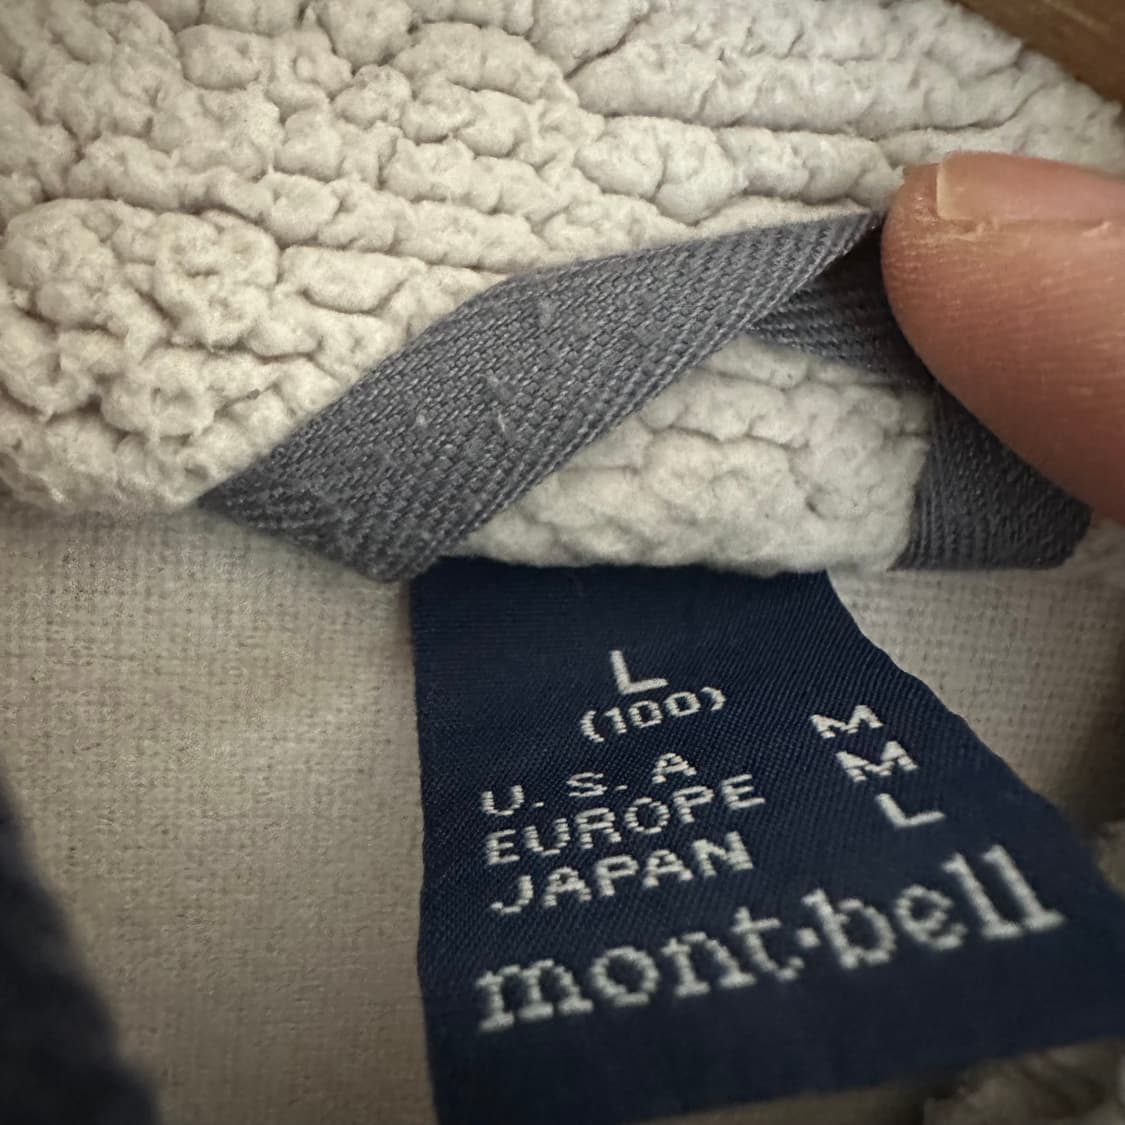 L
(100)
U.S.A M
EUROPE M
JAPAN L
mont·bell